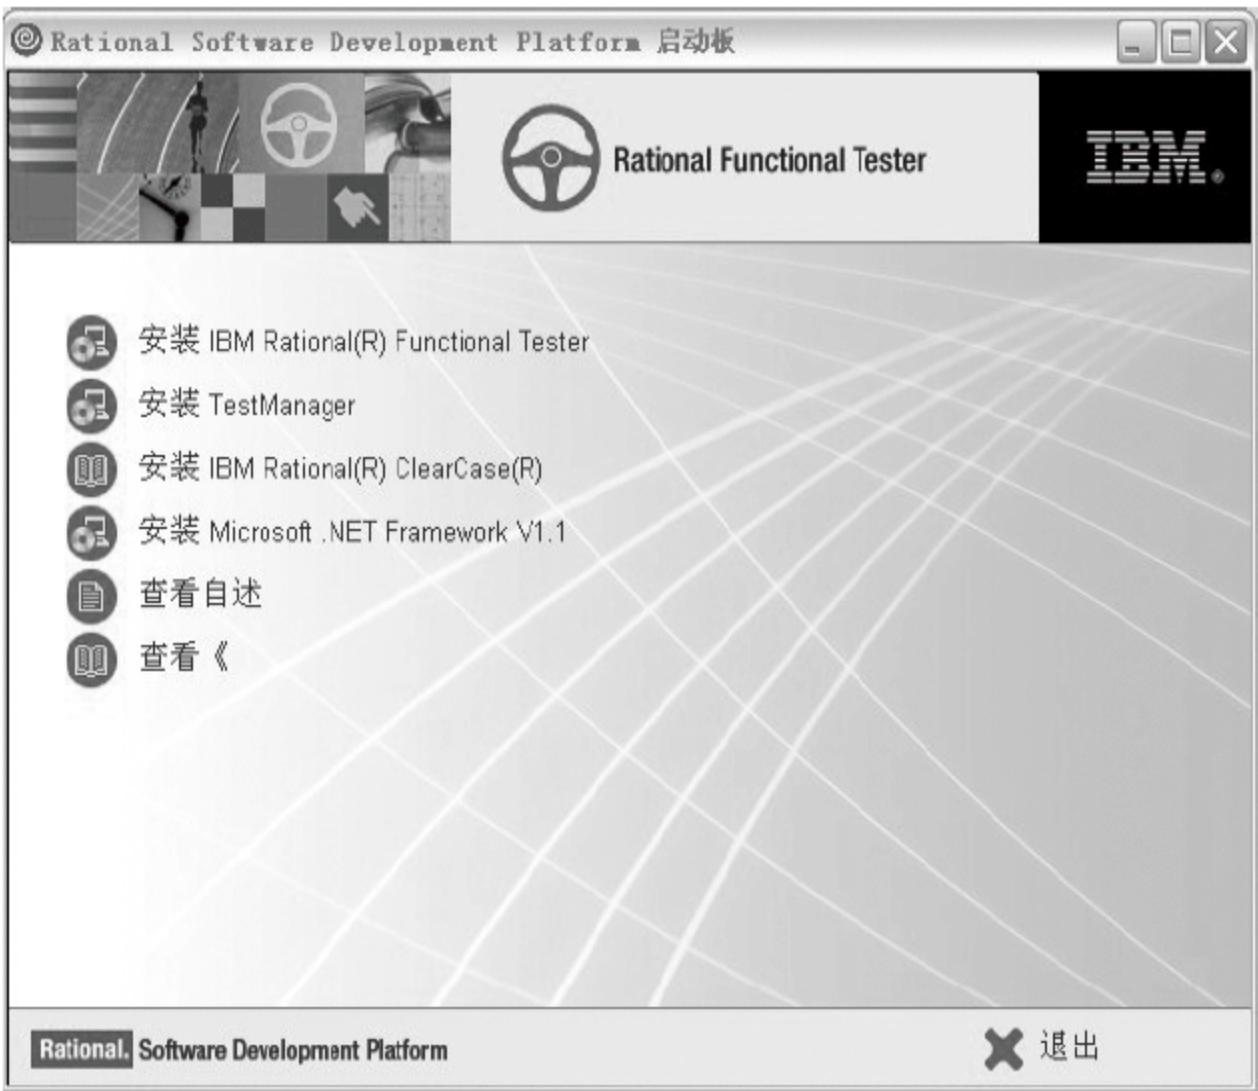 Rational Software Development Platform 启动板
Rational Functional Tester
IBM.
安装 IBM Rational(R) Functional Tester
安装 TestManager
安装 IBM Rational(R) ClearCase(R)
安装 Microsoft .NET Framework V1.1
查看自述
查看《
Rational. Software Development Platform
退出